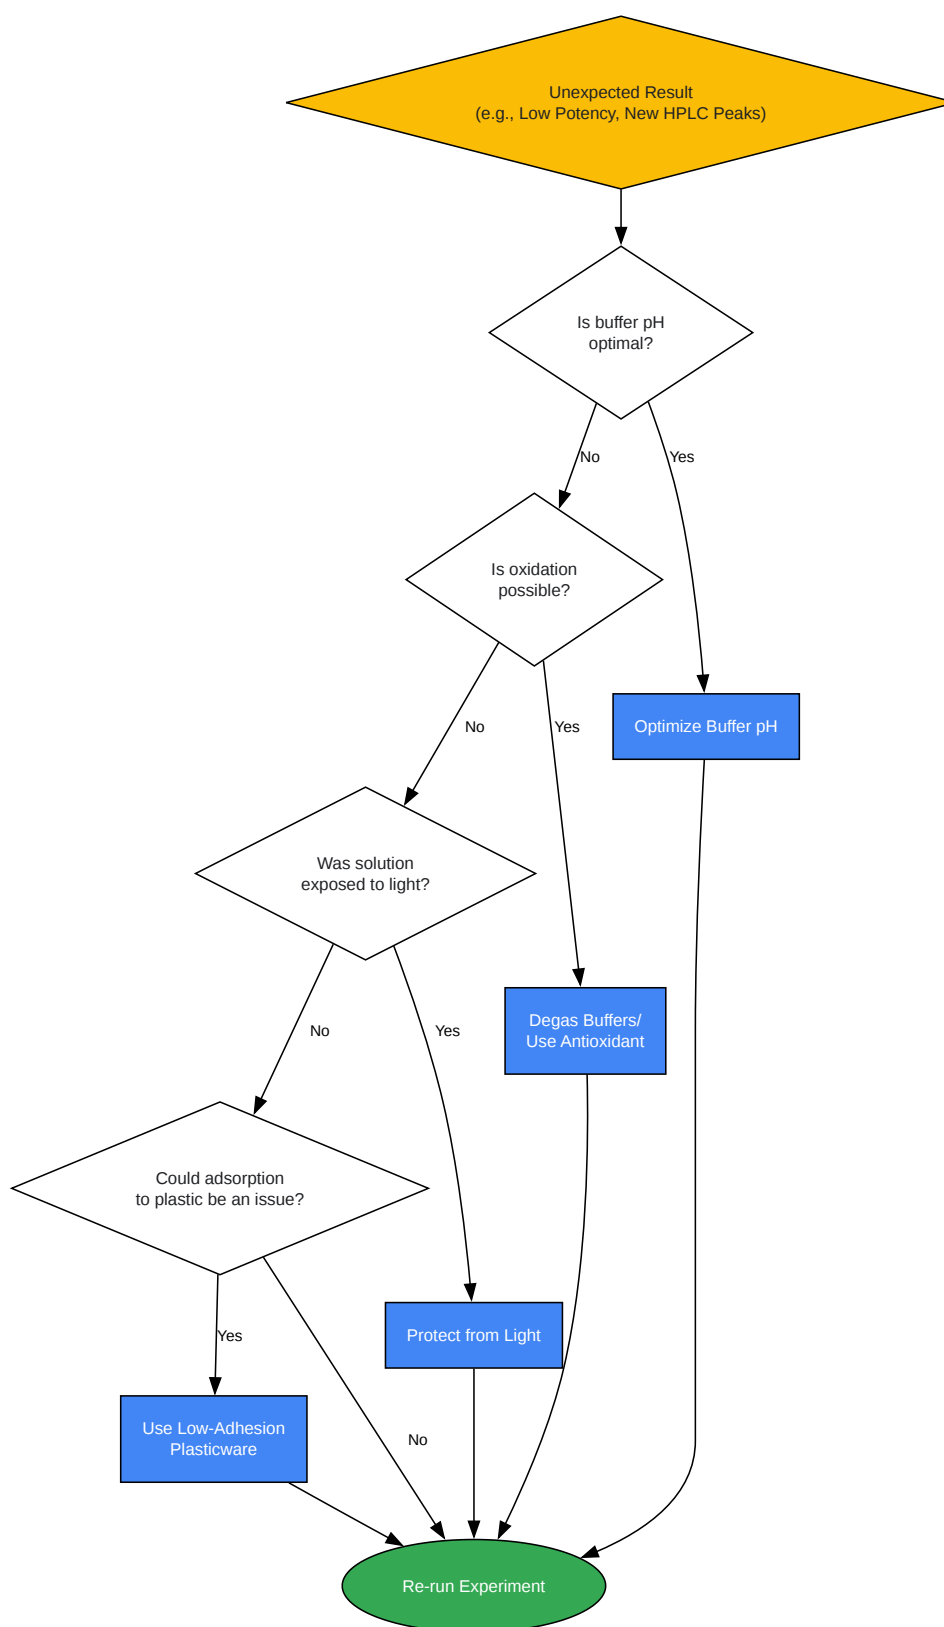 Unexpected Result
(e.g., Low Potency, New HPLC Peaks)
Is buffer pH
optimal?
No
Yes
Is oxidation
possible?
Optimize Buffer pH
No
Yes
Was solution
exposed to light?
Degas Buffers/
Use Antioxidant
No
Yes
Could adsorption
to plastic be an issue?
Yes
Protect from Light
Use Low-Adhesion
Plasticware
No
Re-run Experiment